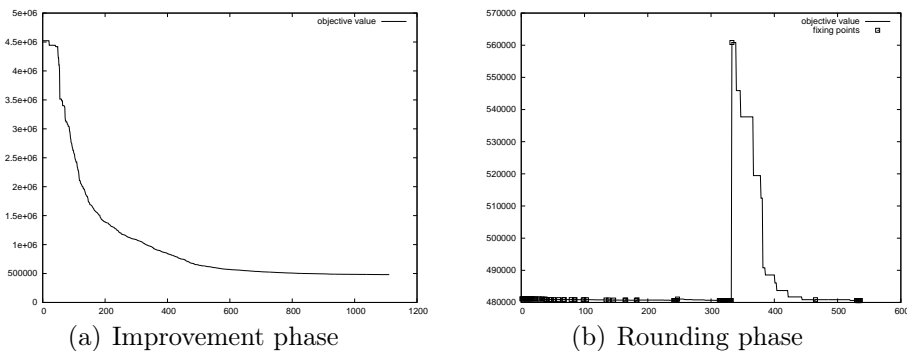 5e+06
4.5e+06
4e+06
3.5e+06
3e+06
2.5e+06
2e+06
1.5e+06
1e+06
500000
0
0 200 400 600 800 1000 1200
objective value
(a) Improvement phase
570000
560000
550000
540000
530000
520000
510000
500000
490000
480000
0 100 200 300 400 500 600
objective value
fixing points
(b) Rounding phase